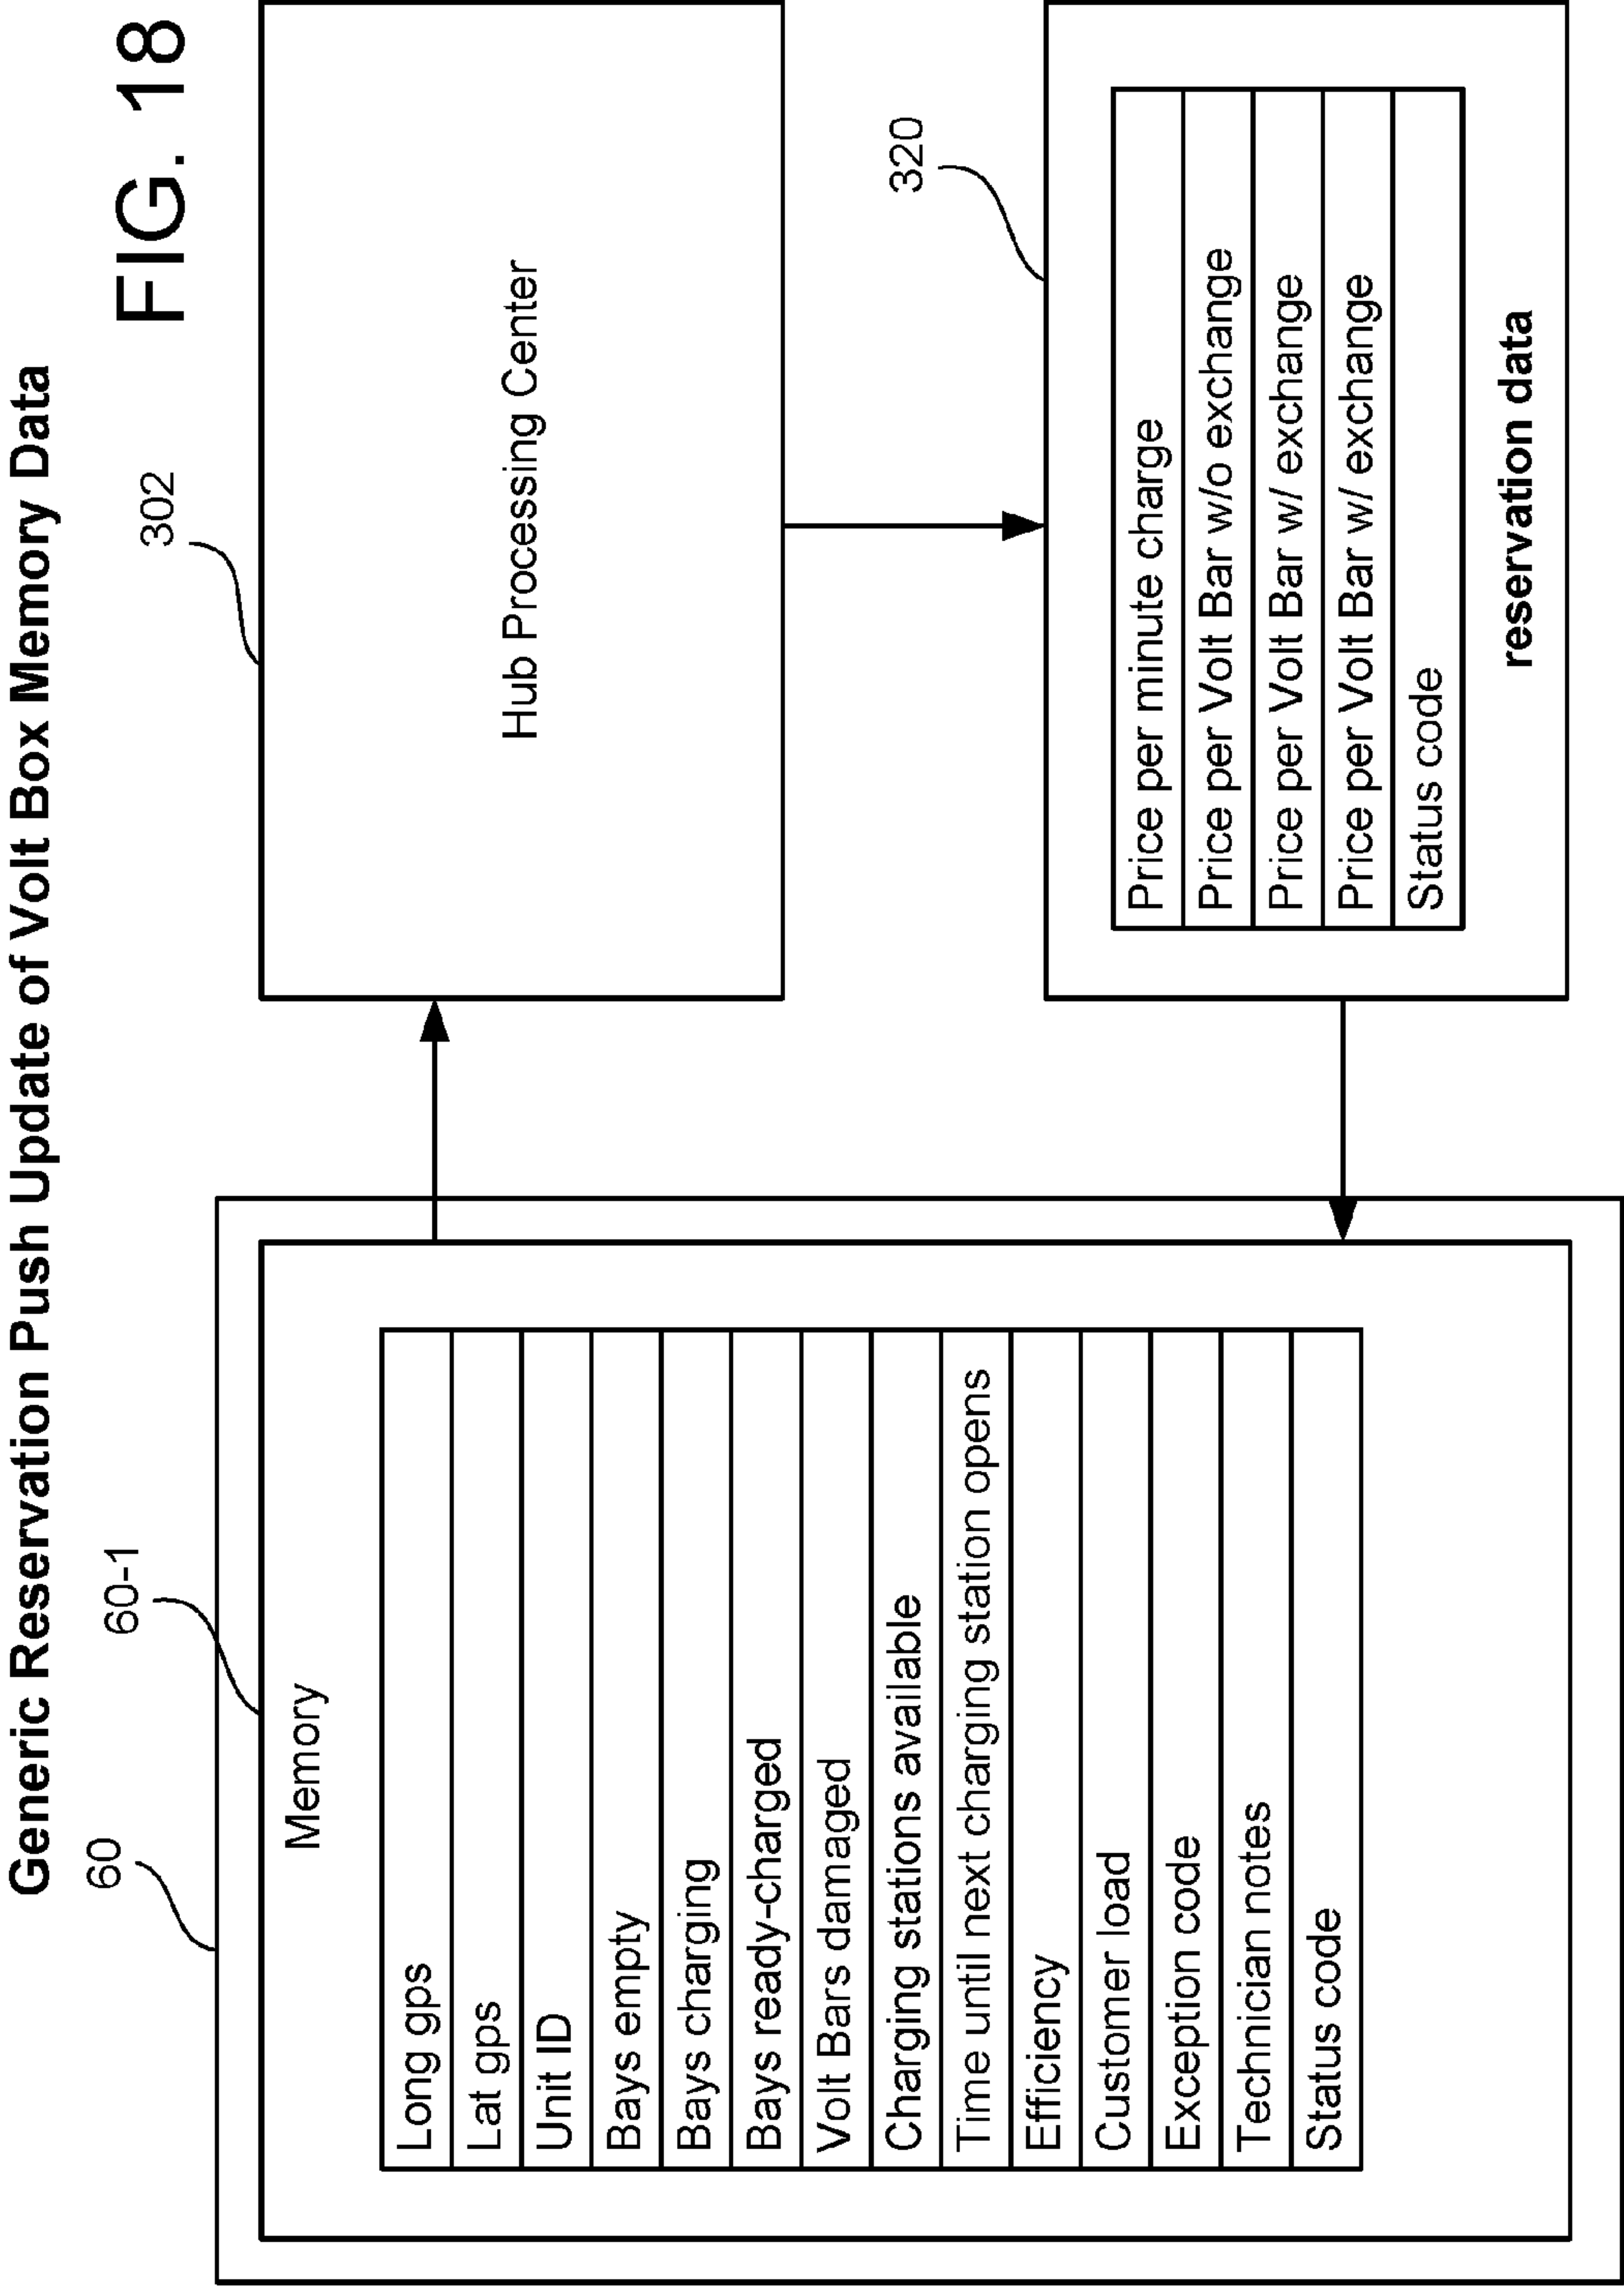 Generic Reservation Push Update of Volt Box Memory Data
FIG. 18
60
60-1
302
Memory
Long gps
Lat gps
Unit ID
Bays empty
Bays charging
Bays ready-charged
Volt Bars damaged
Charging stations available
Time until next charging station opens
Efficiency
Customer load
Exception code
Technician notes
Status code
Hub Processing Center
320
Price per minute charge
Price per Volt Bar w/o exchange
Price per Volt Bar w/ exchange
Price per Volt Bar w/ exchange
Status code
reservation data